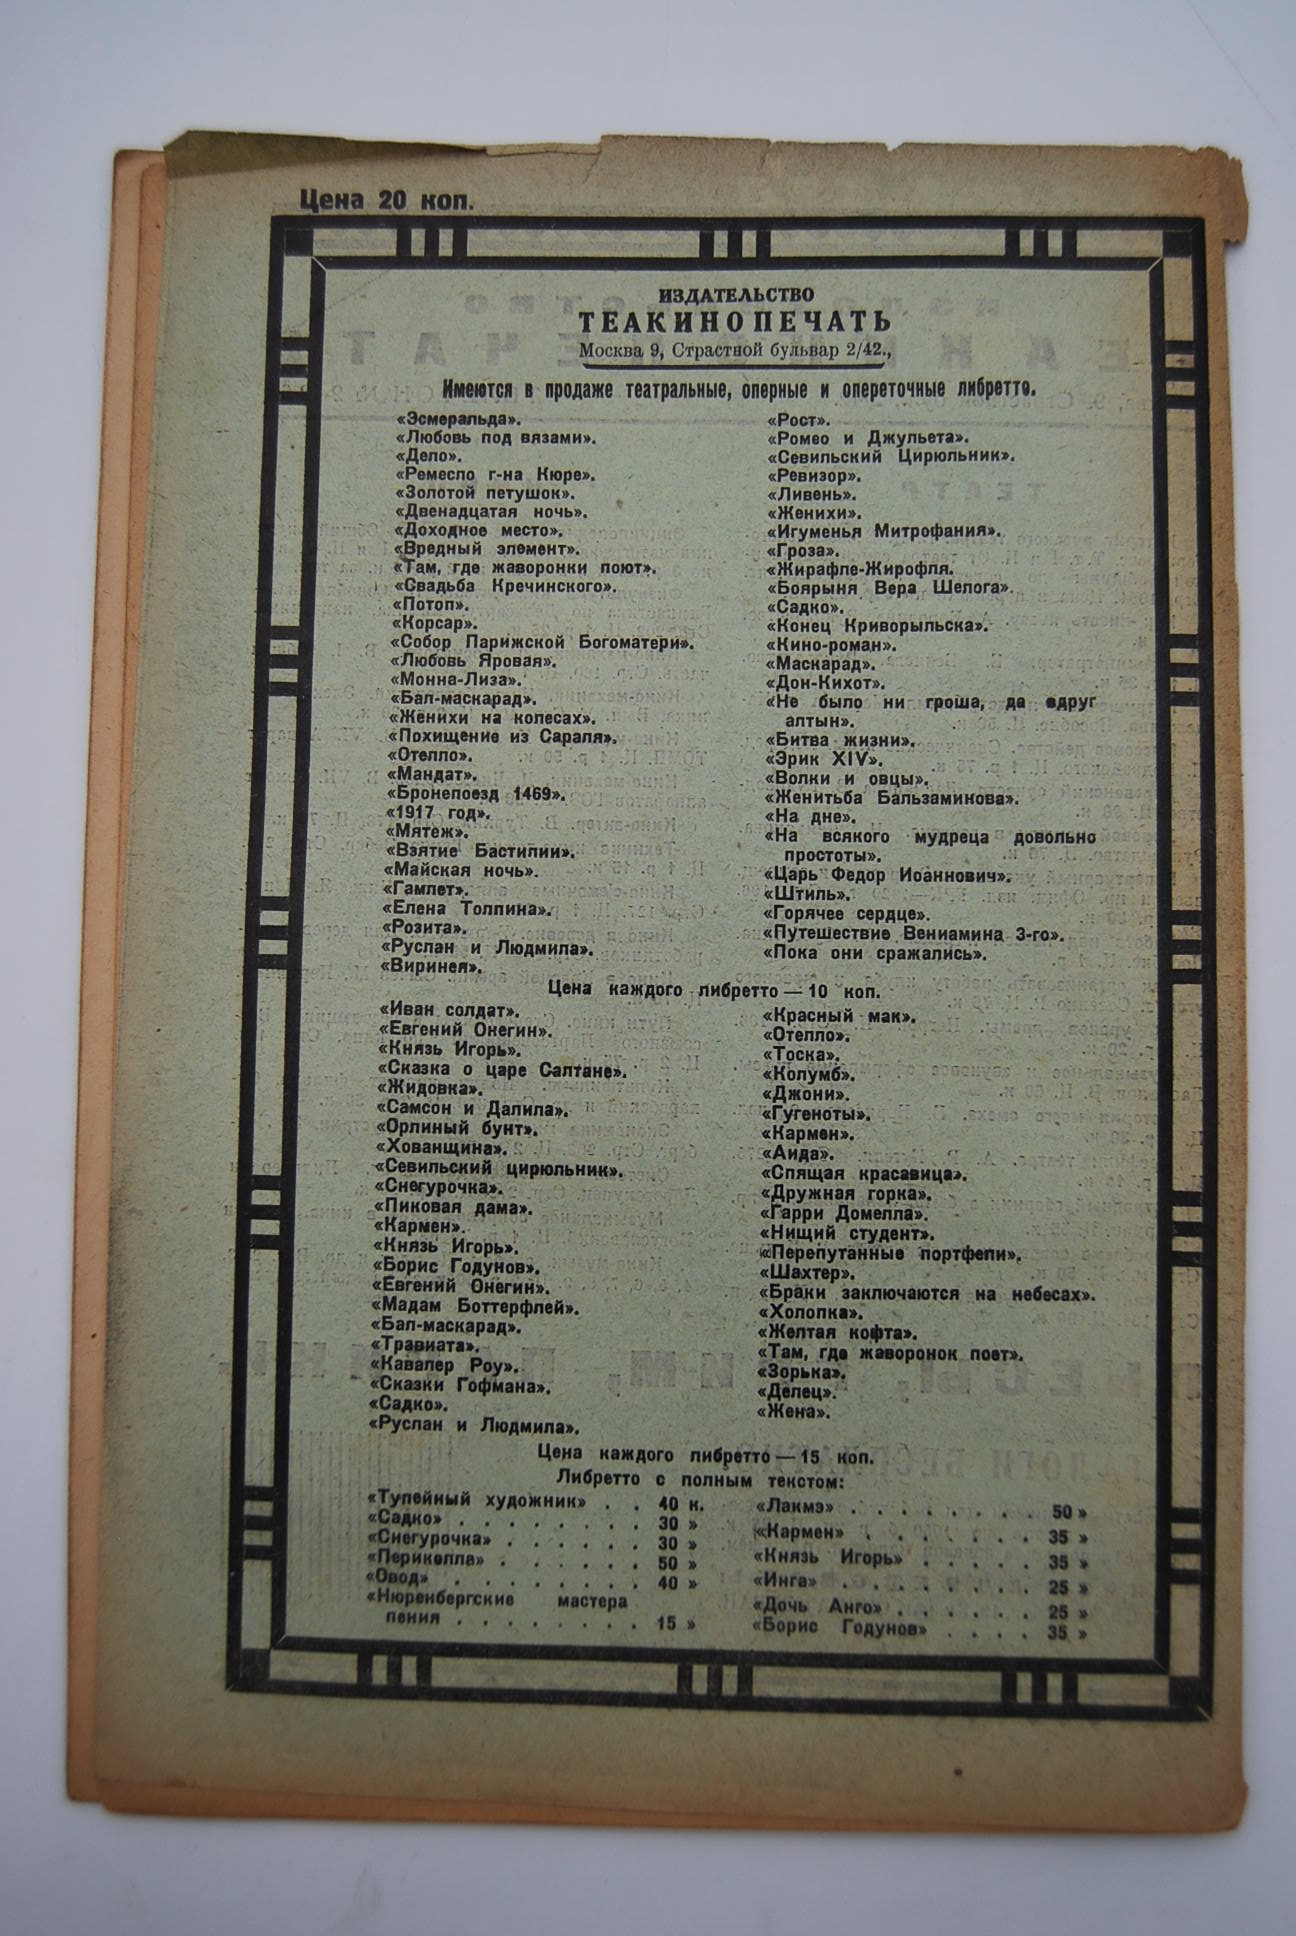 Цена 20 коп.
ИЗДАТЕЛЬСТВО
ТЕАКИНОПЕЧАТЬ
Москва 9, Страстной бульвар 2/42.,
Имеются в продаже театральные, оперные и опереточные либретто.
«Эсмеральда».
«Любовь под вязами».
«Дело».
«Ремесло г-на Кюре».
«Золотой петушок».
«Двенадцатая ночь».
«Доходное место».
«Вредный элемент».
«Там, где жаворонки поют».
«Свадьба Кречинского».
«Потоп».
«Корсар».
«Собор Парижской Богоматери».
«Любовь Яровая».
«Монна-Лиза».
«Бал-маскарад».
«Женихи на колесах».
«Похищение из Сараля».
«Отелло».
«Мандат».
«Бронепоезд 1469».
«1917 год».
«Мятеж».
«Взятие Бастилии».
«Майская ночь».
«Гамлет».
«Елена Толпина».
«Розита».
«Руслан и Людмила».
«Виринея».
«Рост».
«Ромео и Джульета».
«Севильский Цирюльник».
«Ревизор».
«Ливень».
«Женихи».
«Игуменья Митрофания».
«Гроза».
«Жирафле-Жирофля.
«Боярыня Вера Шелога».
«Садко».
«Конец Криворыльска».
«Кино-роман».
«Маскарад».
«Дон-Кихот».
«Не было ни гроша, да вдруг
алтын».
«Битва жизни».
«Эрик XIV».
«Волки и овцы».
«Женитьба Бальзаминова».
«На дне».
«На всякого мудреца довольно
простоты».
«Царь Федор Иоаннович».
«Штиль».
«Горячее сердце».
«Путешествие Вениамина 3-го».
«Пока они сражались».
Цена каждого либретто — 10 коп.
«Иван солдат».
«Евгений Онегин».
«Князь Игорь».
«Сказка о царе Салтане».
«Жидовка».
«Самсон и Далила».
«Орлиный бунт».
«Хованщина».
«Севильский цирюльник».
«Снегурочка».
«Пиковая дама».
«Кармен».
«Князь Игорь».
«Борис Годунов».
«Евгений Онегин».
«Мадам Боттерфлей».
«Бал-маскарад».
«Травиата».
«Кавалер Роу».
«Сказки Гофмана».
«Садко».
«Руслан и Людмила».
«Красный мак».
«Отелло».
«Тоска».
«Колумб».
«Джони».
«Гугеноты».
«Кармен».
«Аида».
«Спящая красавица».
«Дружная горка».
«Гарри Домелла».
«Нищий студент».
«Перепутанные портфели».
«Шахтер».
«Браки заключаются на небесах».
«Холопка».
«Желтая кофта».
«Там, где жаворонок поет».
«Зорька».
«Делец».
«Жена».
Цена каждого либретто — 15 коп.
Либретто с полным текстом:
«Тупейный художник» . . 40 к.
«Садко» . . . . . . . . 30 »
«Снегурочка» . . . . . . 30 »
«Периколла» . . . . . . 50 »
«Овод» . . . . . . . . 40 »
«Нюренбергские мастера
пения . . . . . . . . 15 »
«Лакмэ» . . . . . . . . 50 »
«Кармен» . . . . . . . 35 »
«Князь Игорь» . . . . . 35 »
«Инга» . . . . . . . . 25 »
«Дочь Анго» . . . . . . 25 »
«Борис Годунов» . . . . 35 »